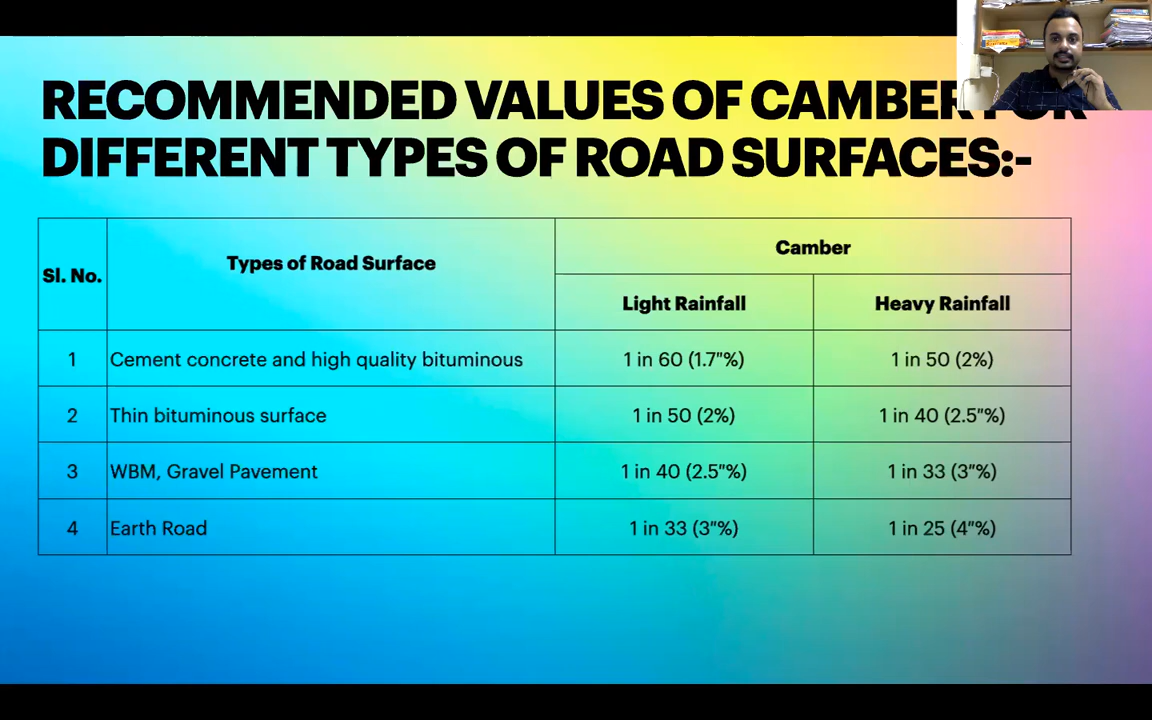 RECOMMENDED VALUES OF CAMBER FOR
DIFFERENT TYPES OF ROAD SURFACES:-
Sl. No.
Types of Road Surface
Camber
Light Rainfall
Heavy Rainfall
1 Cement concrete and high quality bituminous 1 in 60 (1.7"%) 1 in 50 (2%)
2 Thin bituminous surface 1 in 50 (2%) 1 in 40 (2.5"%)
3 WBM, Gravel Pavement 1 in 40 (2.5"%) 1 in 33 (3"%)
4 Earth Road 1 in 33 (3"%) 1 in 25 (4"%)